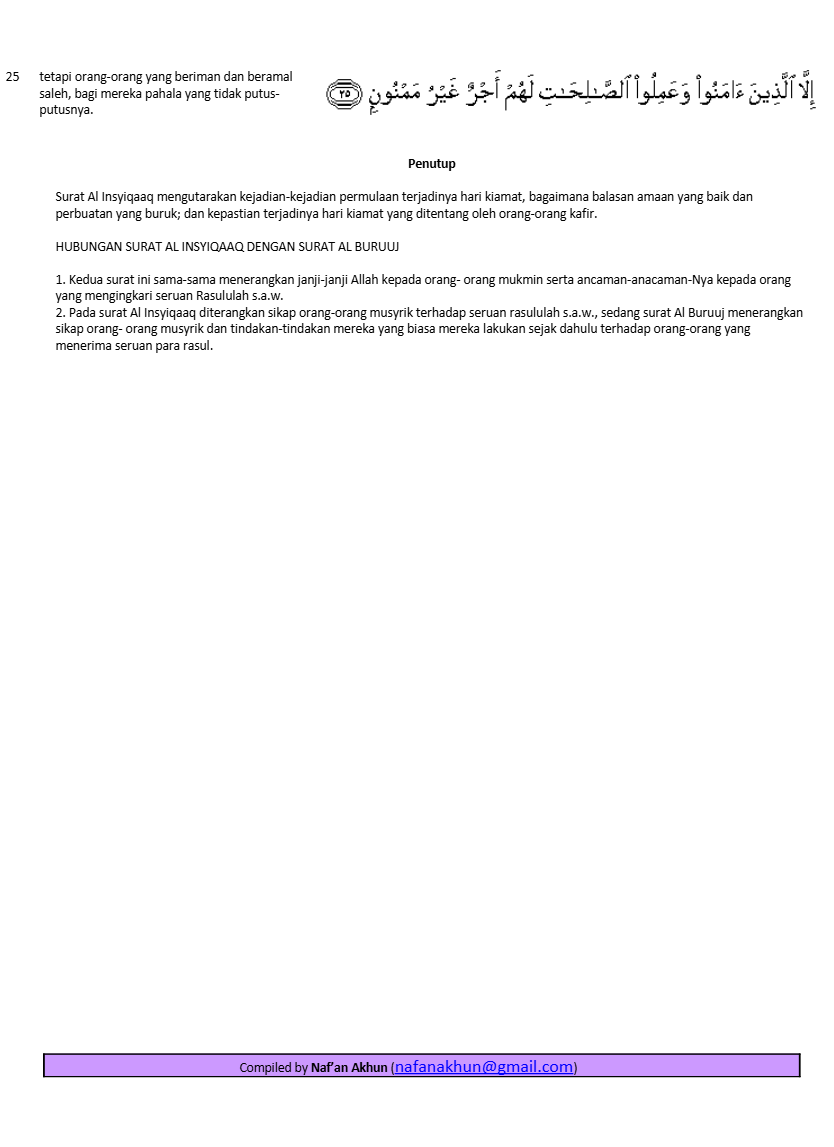 25 tetapi orang-orang yang beriman dan beramal
saleh, bagi mereka pahala yang tidak putus-
putusnya.
إِلَّا ٱلَّذِينَ ءَامَنُوا۟ وَعَمِلُوا۟ ٱلصَّـٰلِحَـٰتِ لَهُمْ أَجْرٌ غَيْرُ مَمْنُونٍۭ ٢٥
Penutup
Surat Al Insyiqaaq mengutarakan kejadian-kejadian permulaan terjadinya hari kiamat, bagaimana balasan amaan yang baik dan
perbuatan yang buruk; dan kepastian terjadinya hari kiamat yang ditentang oleh orang-orang kafir.
HUBUNGAN SURAT AL INSYIQAAQ DENGAN SURAT AL BURUUJ
1. Kedua surat ini sama-sama menerangkan janji-janji Allah kepada orang- orang mukmin serta ancaman-anacaman-Nya kepada orang
yang mengingkari seruan Rasululah s.a.w.
2. Pada surat Al Insyiqaaq diterangkan sikap orang-orang musyrik terhadap seruan rasululah s.a.w., sedang surat Al Buruuj menerangkan
sikap orang- orang musyrik dan tindakan-tindakan mereka yang biasa mereka lakukan sejak dahulu terhadap orang-orang yang
menerima seruan para rasul.
Compiled by Naf’an Akhun (nafanakhun@gmail.com)